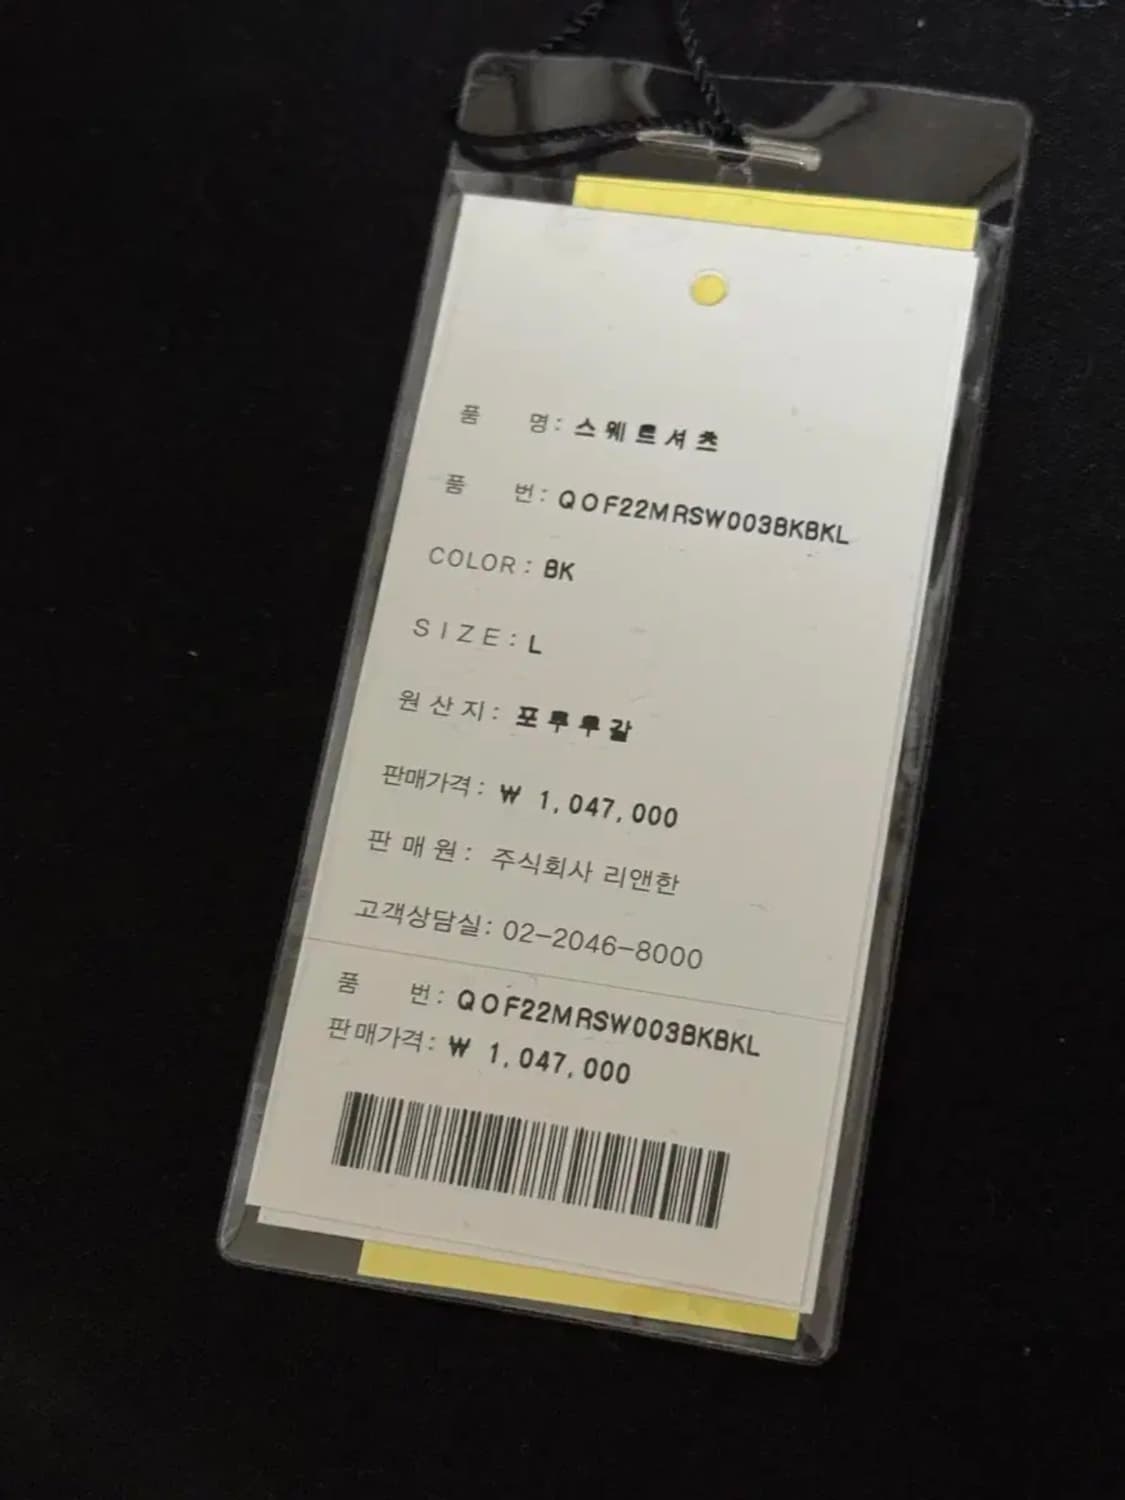 품 명: 스웨트셔츠
품 번: QOF22MRSW003BKBKL
COLOR: BK
SIZE: L
원산지: 포루투갈
판매가격: ₩ 1,047,000
판매원: 주식회사 리앤한
고객상담실: 02-2046-8000
품 번: QOF22MRSW003BKBKL
판매가격: ₩ 1,047,000